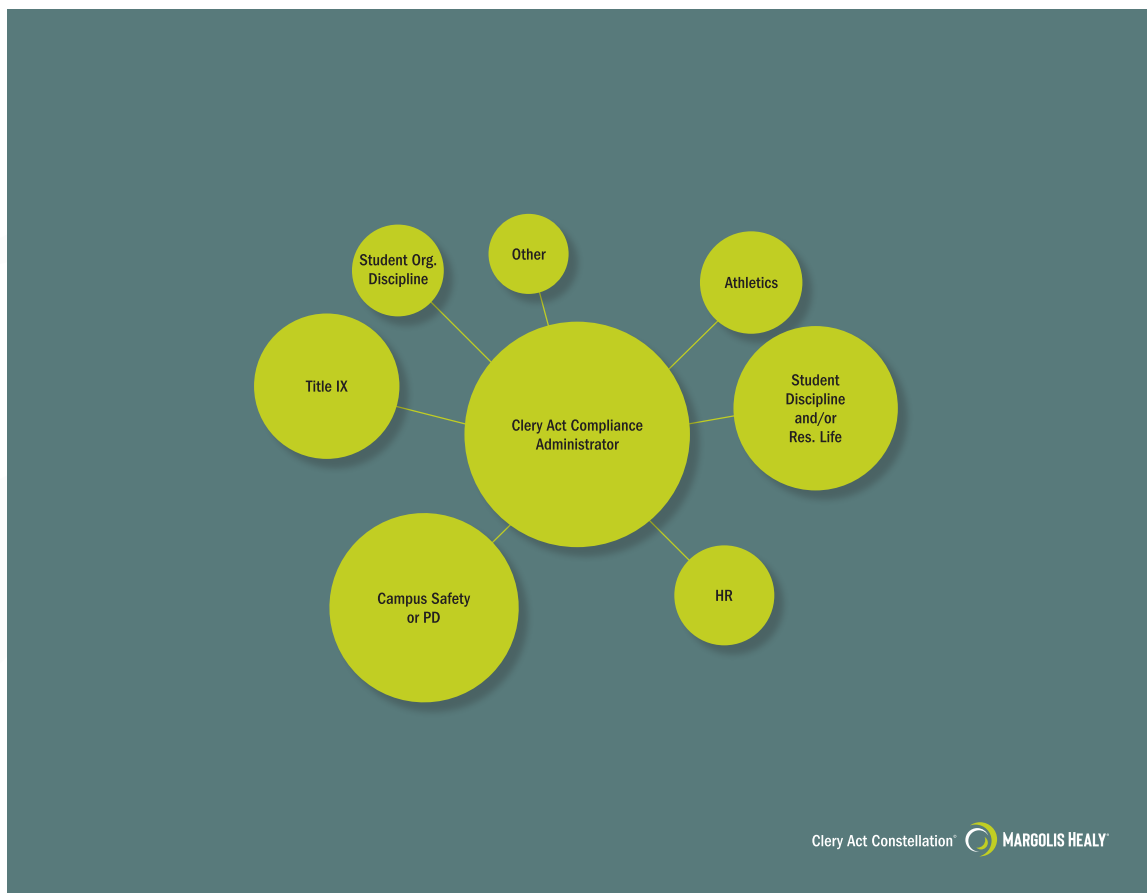 Other
Student Org.
Discipline
Athletics
Title IX
Student
Discipline
and/or
Res. Life
Clery Act Compliance
Administrator
Campus Safety
or PD
HR
Clery Act Constellation® MARGOLIS HEALY®